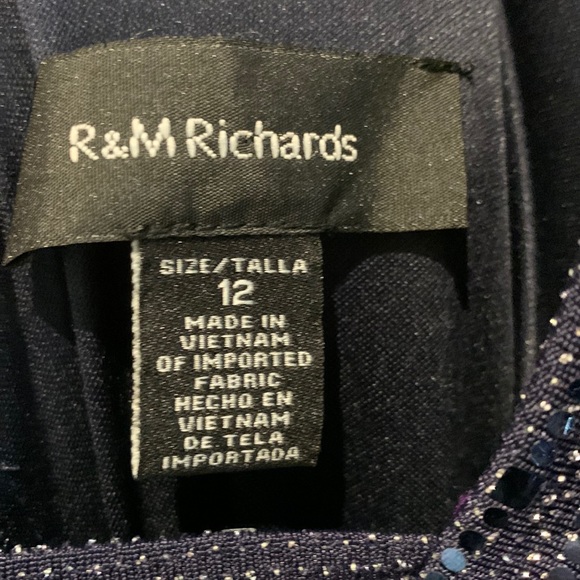 R&M Richards
SIZE/TALLA
12
MADE IN
VIETNAM
OF IMPORTED
FABRIC
HECHO EN
VIETNAM
DE TELA
IMPORTADA